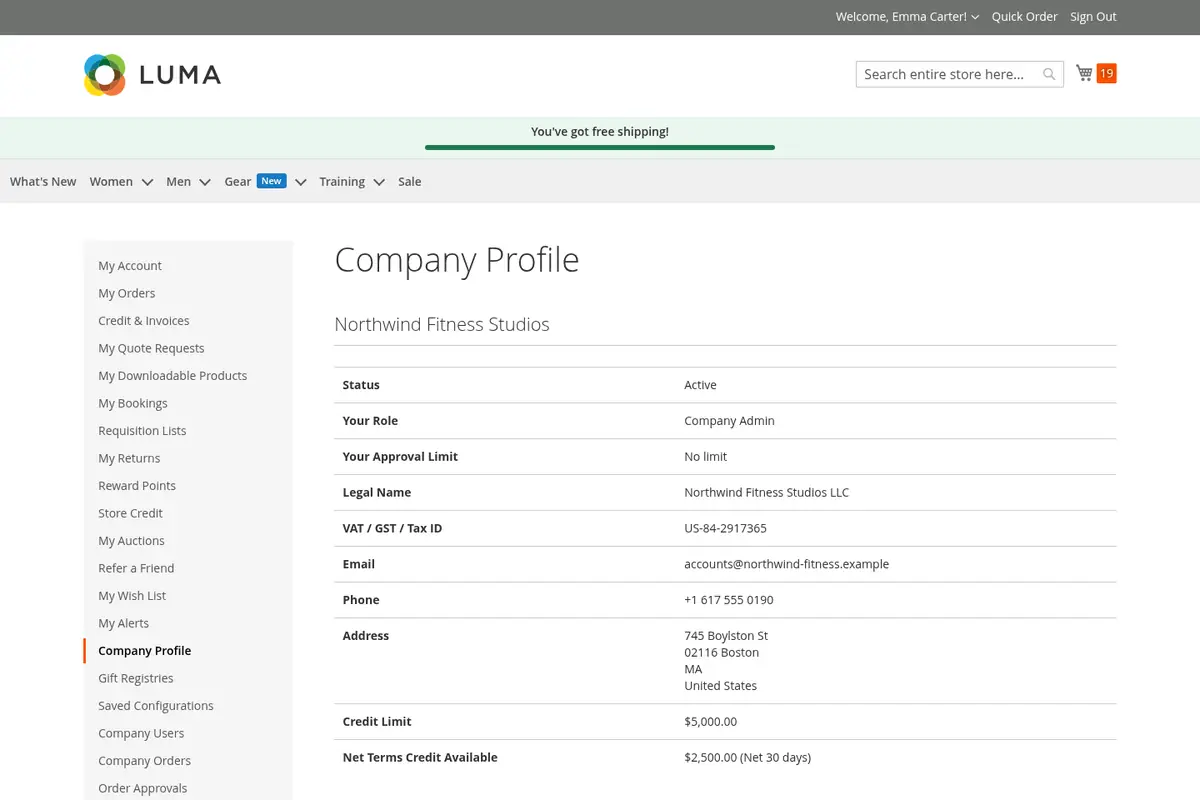 Welcome, Emma Carter! Quick Order Sign Out
LUMA
Search entire store here...
19
You've got free shipping!
What's New Women Men Gear New Training Sale
My Account
My Orders
Credit & Invoices
My Quote Requests
My Downloadable Products
My Bookings
Requisition Lists
My Returns
Reward Points
Store Credit
My Auctions
Refer a Friend
My Wish List
My Alerts
Company Profile
Gift Registries
Saved Configurations
Company Users
Company Orders
Order Approvals
Company Profile
Northwind Fitness Studios
Status Active
Your Role Company Admin
Your Approval Limit No limit
Legal Name Northwind Fitness Studios LLC
VAT / GST / Tax ID US-84-2917365
Email accounts@northwind-fitness.example
Phone +1 617 555 0190
Address 745 Boylston St
02116 Boston
MA
United States
Credit Limit $5,000.00
Net Terms Credit Available $2,500.00 (Net 30 days)